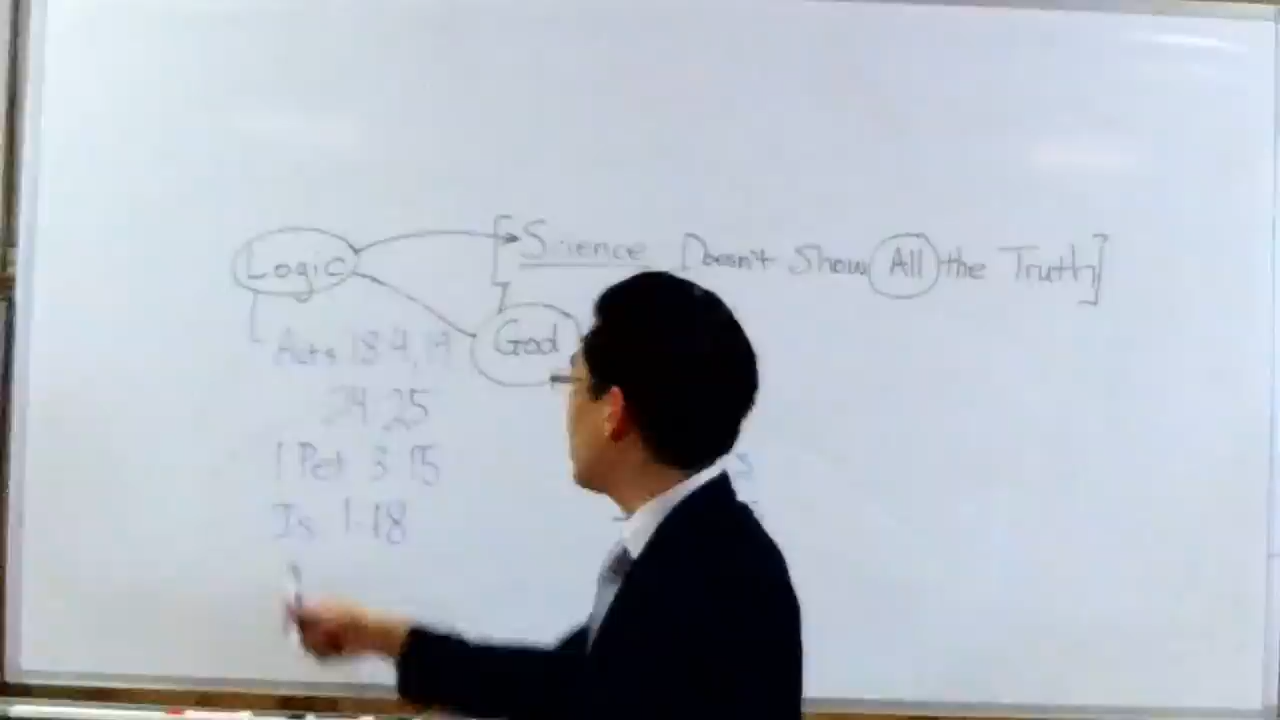 Logic
Science [Doesn't Show All the Truth]
God
Acts 18:4, 19
24:25
1 Pet 3:15
Is 1:18